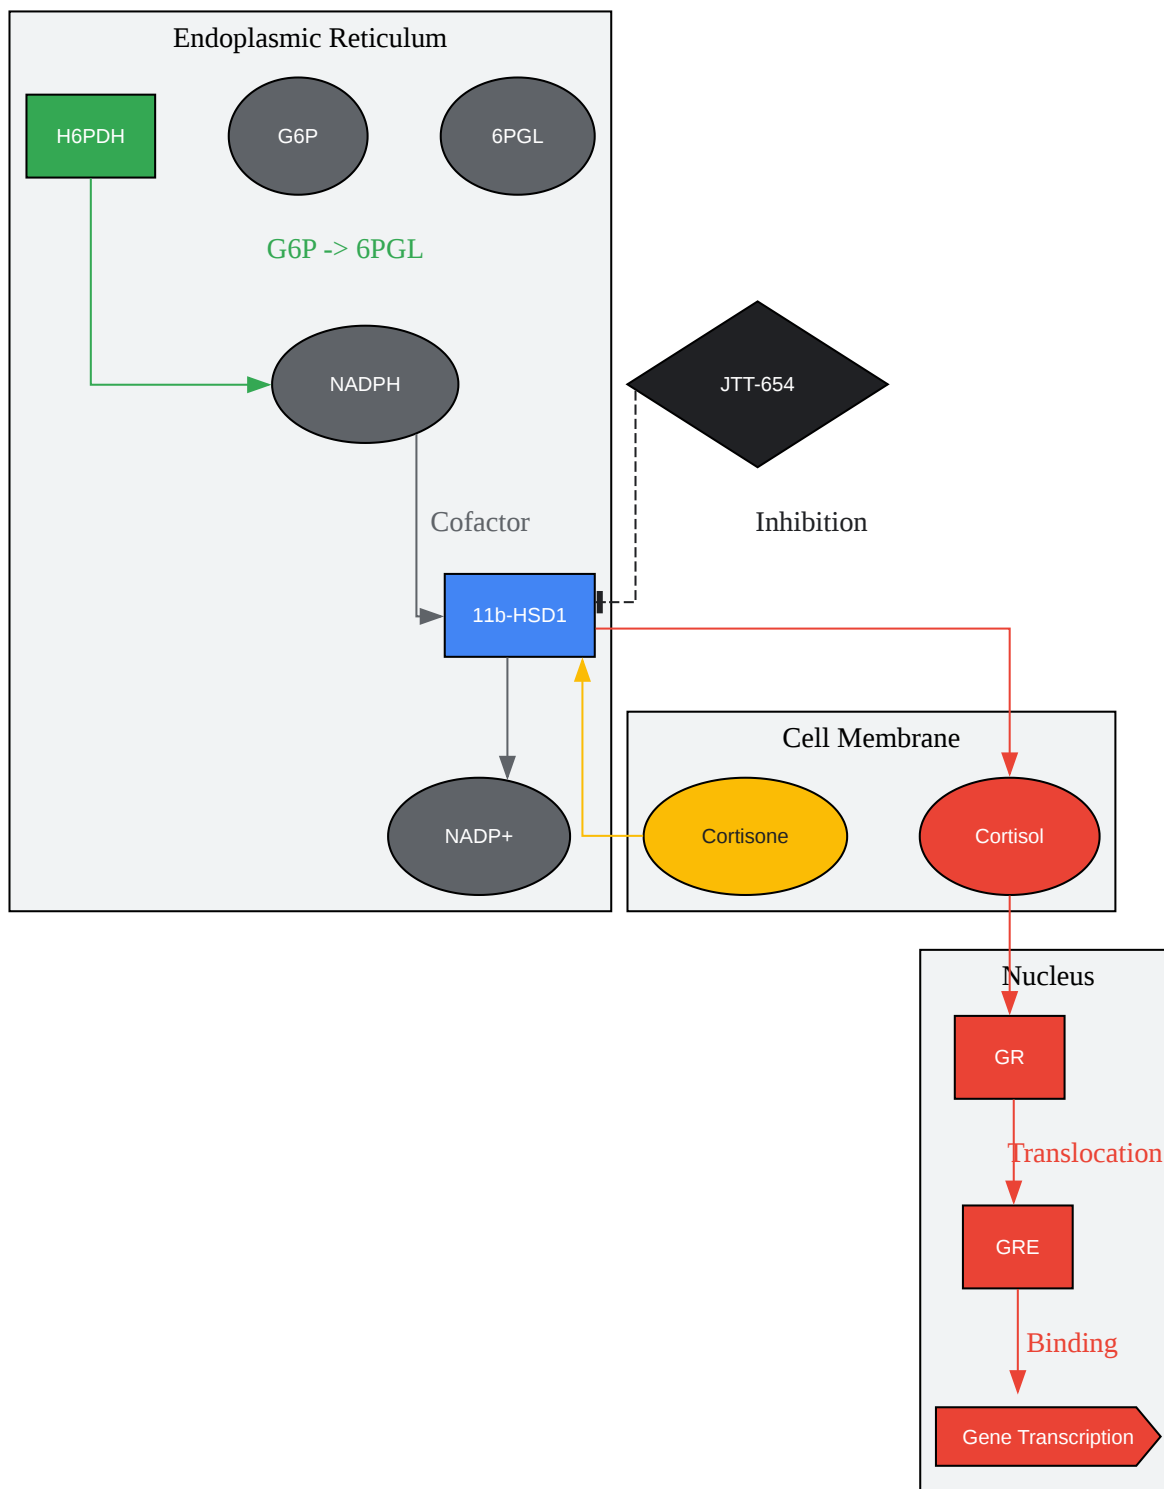 Endoplasmic Reticulum
H6PDH
G6P
6PGL
G6P -> 6PGL
NADPH
JTT-654
Cofactor
Inhibition
11b-HSD1
Cell Membrane
NADP+
Cortisone
Cortisol
Nucleus
GR
Translocation
GRE
Binding
Gene Transcription